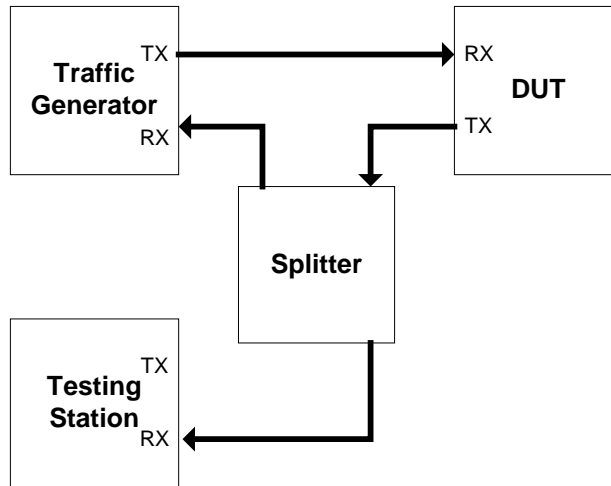 TX
Traffic
Generator
RX
RX
DUT
TX
Splitter
TX
Testing
Station
RX